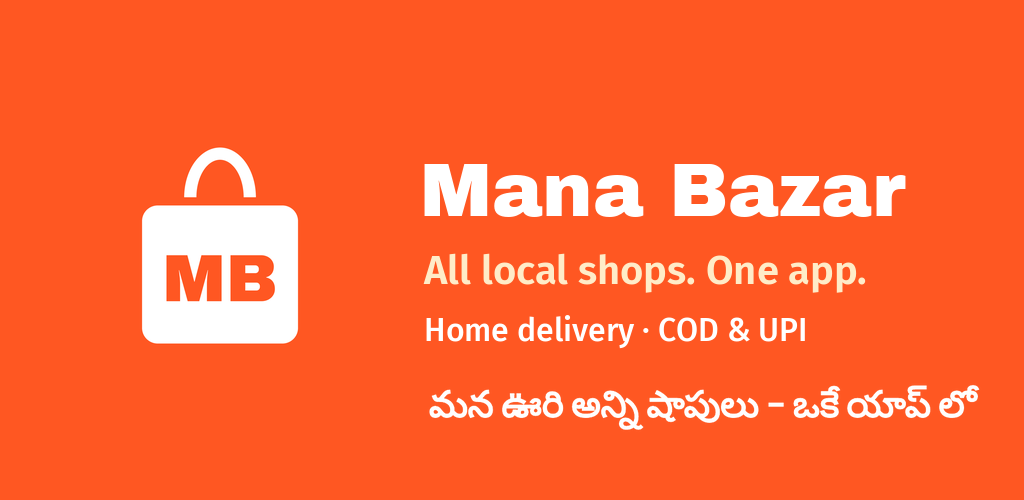 MB
Mana Bazar
All local shops. One app.
Home delivery · COD & UPI
మన ఊరి అన్ని షాపులు – ఒకే యాప్ లో